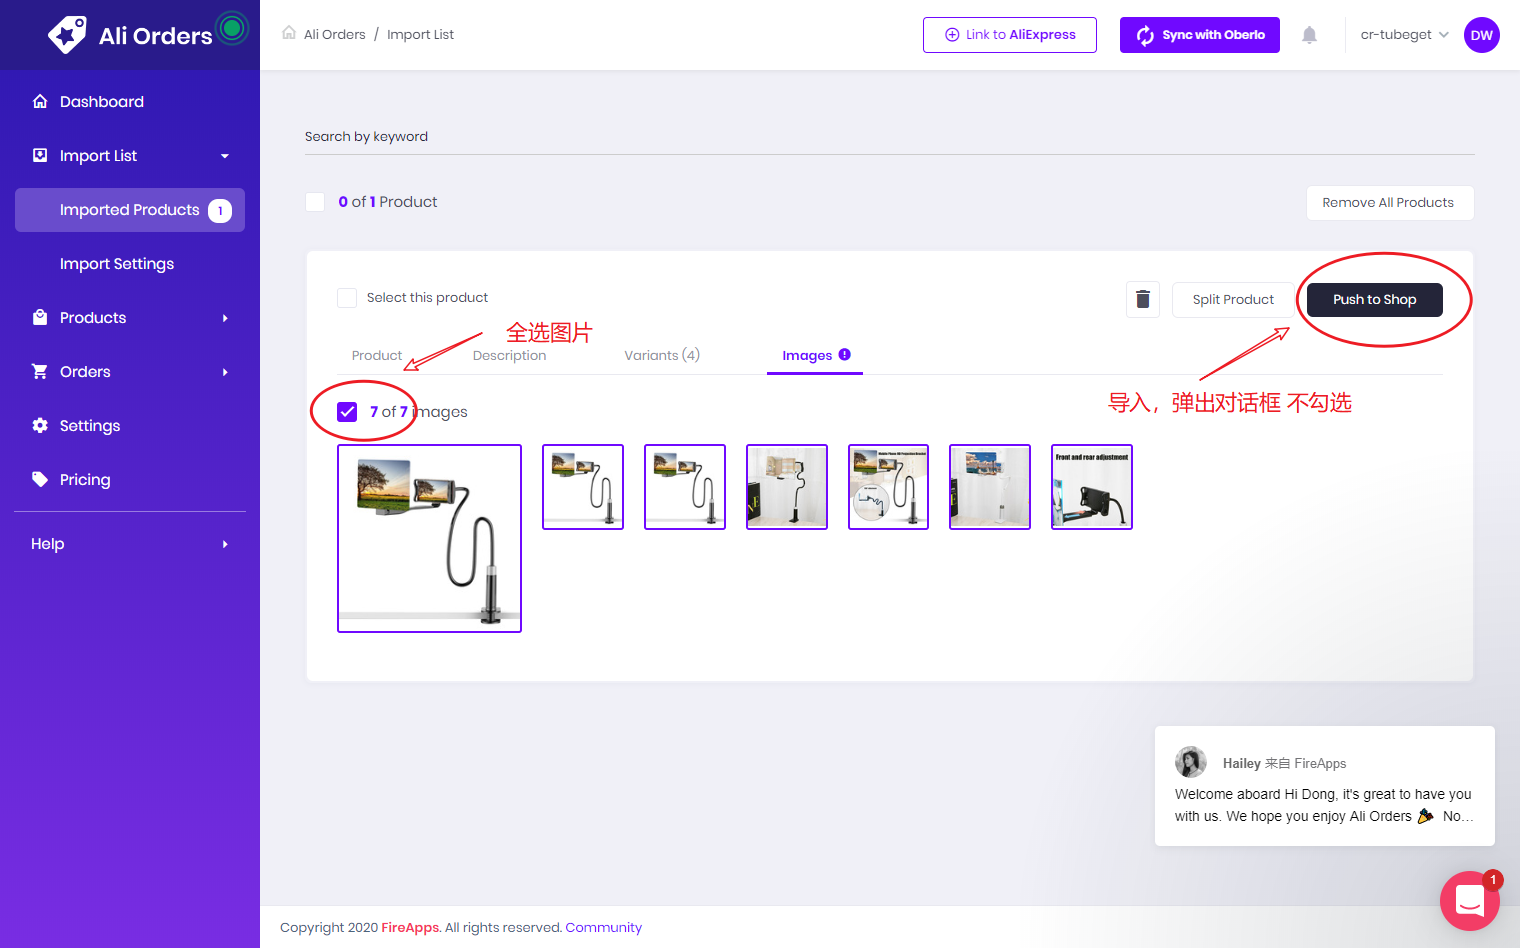 Ali Orders
Ali Orders / Import List
Link to AliExpress
Sync with Oberlo
cr-tubeget
DW
Dashboard
Import List
Imported Products 1
Import Settings
Products
Orders
Settings
Pricing
Help
Search by keyword
0 of 1 Product
Remove All Products
Select this product
Split Product
Push to Shop
全选图片
Product
Description
Variants (4)
Images
导入，弹出对话框 不勾选
7 of 7 images
Front and rear adjustment
Hailey 来自 FireApps
Welcome aboard Hi Dong, it's great to have you
with us. We hope you enjoy Ali Orders 🎉 No...
1
Copyright 2020 FireApps. All rights reserved. Community